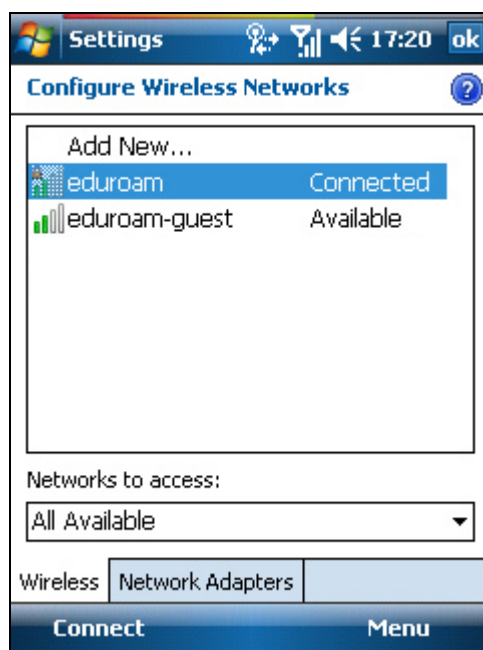 Settings 17:20 ok
Configure Wireless Networks ?
Add New...
eduroam Connected
eduroam-guest Available
Networks to access:
All Available
Wireless Network Adapters
Connect Menu